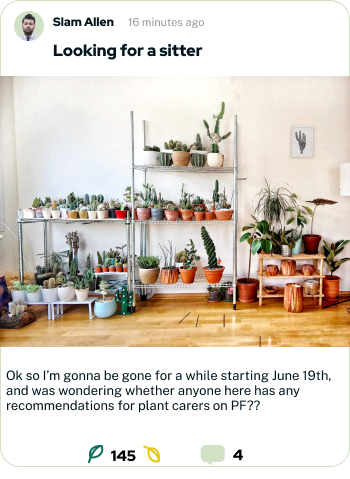 Slam Allen 16 minutes ago
Looking for a sitter
Ok so I'm gonna be gone for a while starting June 19th,
and was wondering whether anyone here has any
recommendations for plant carers on PF??
145 4